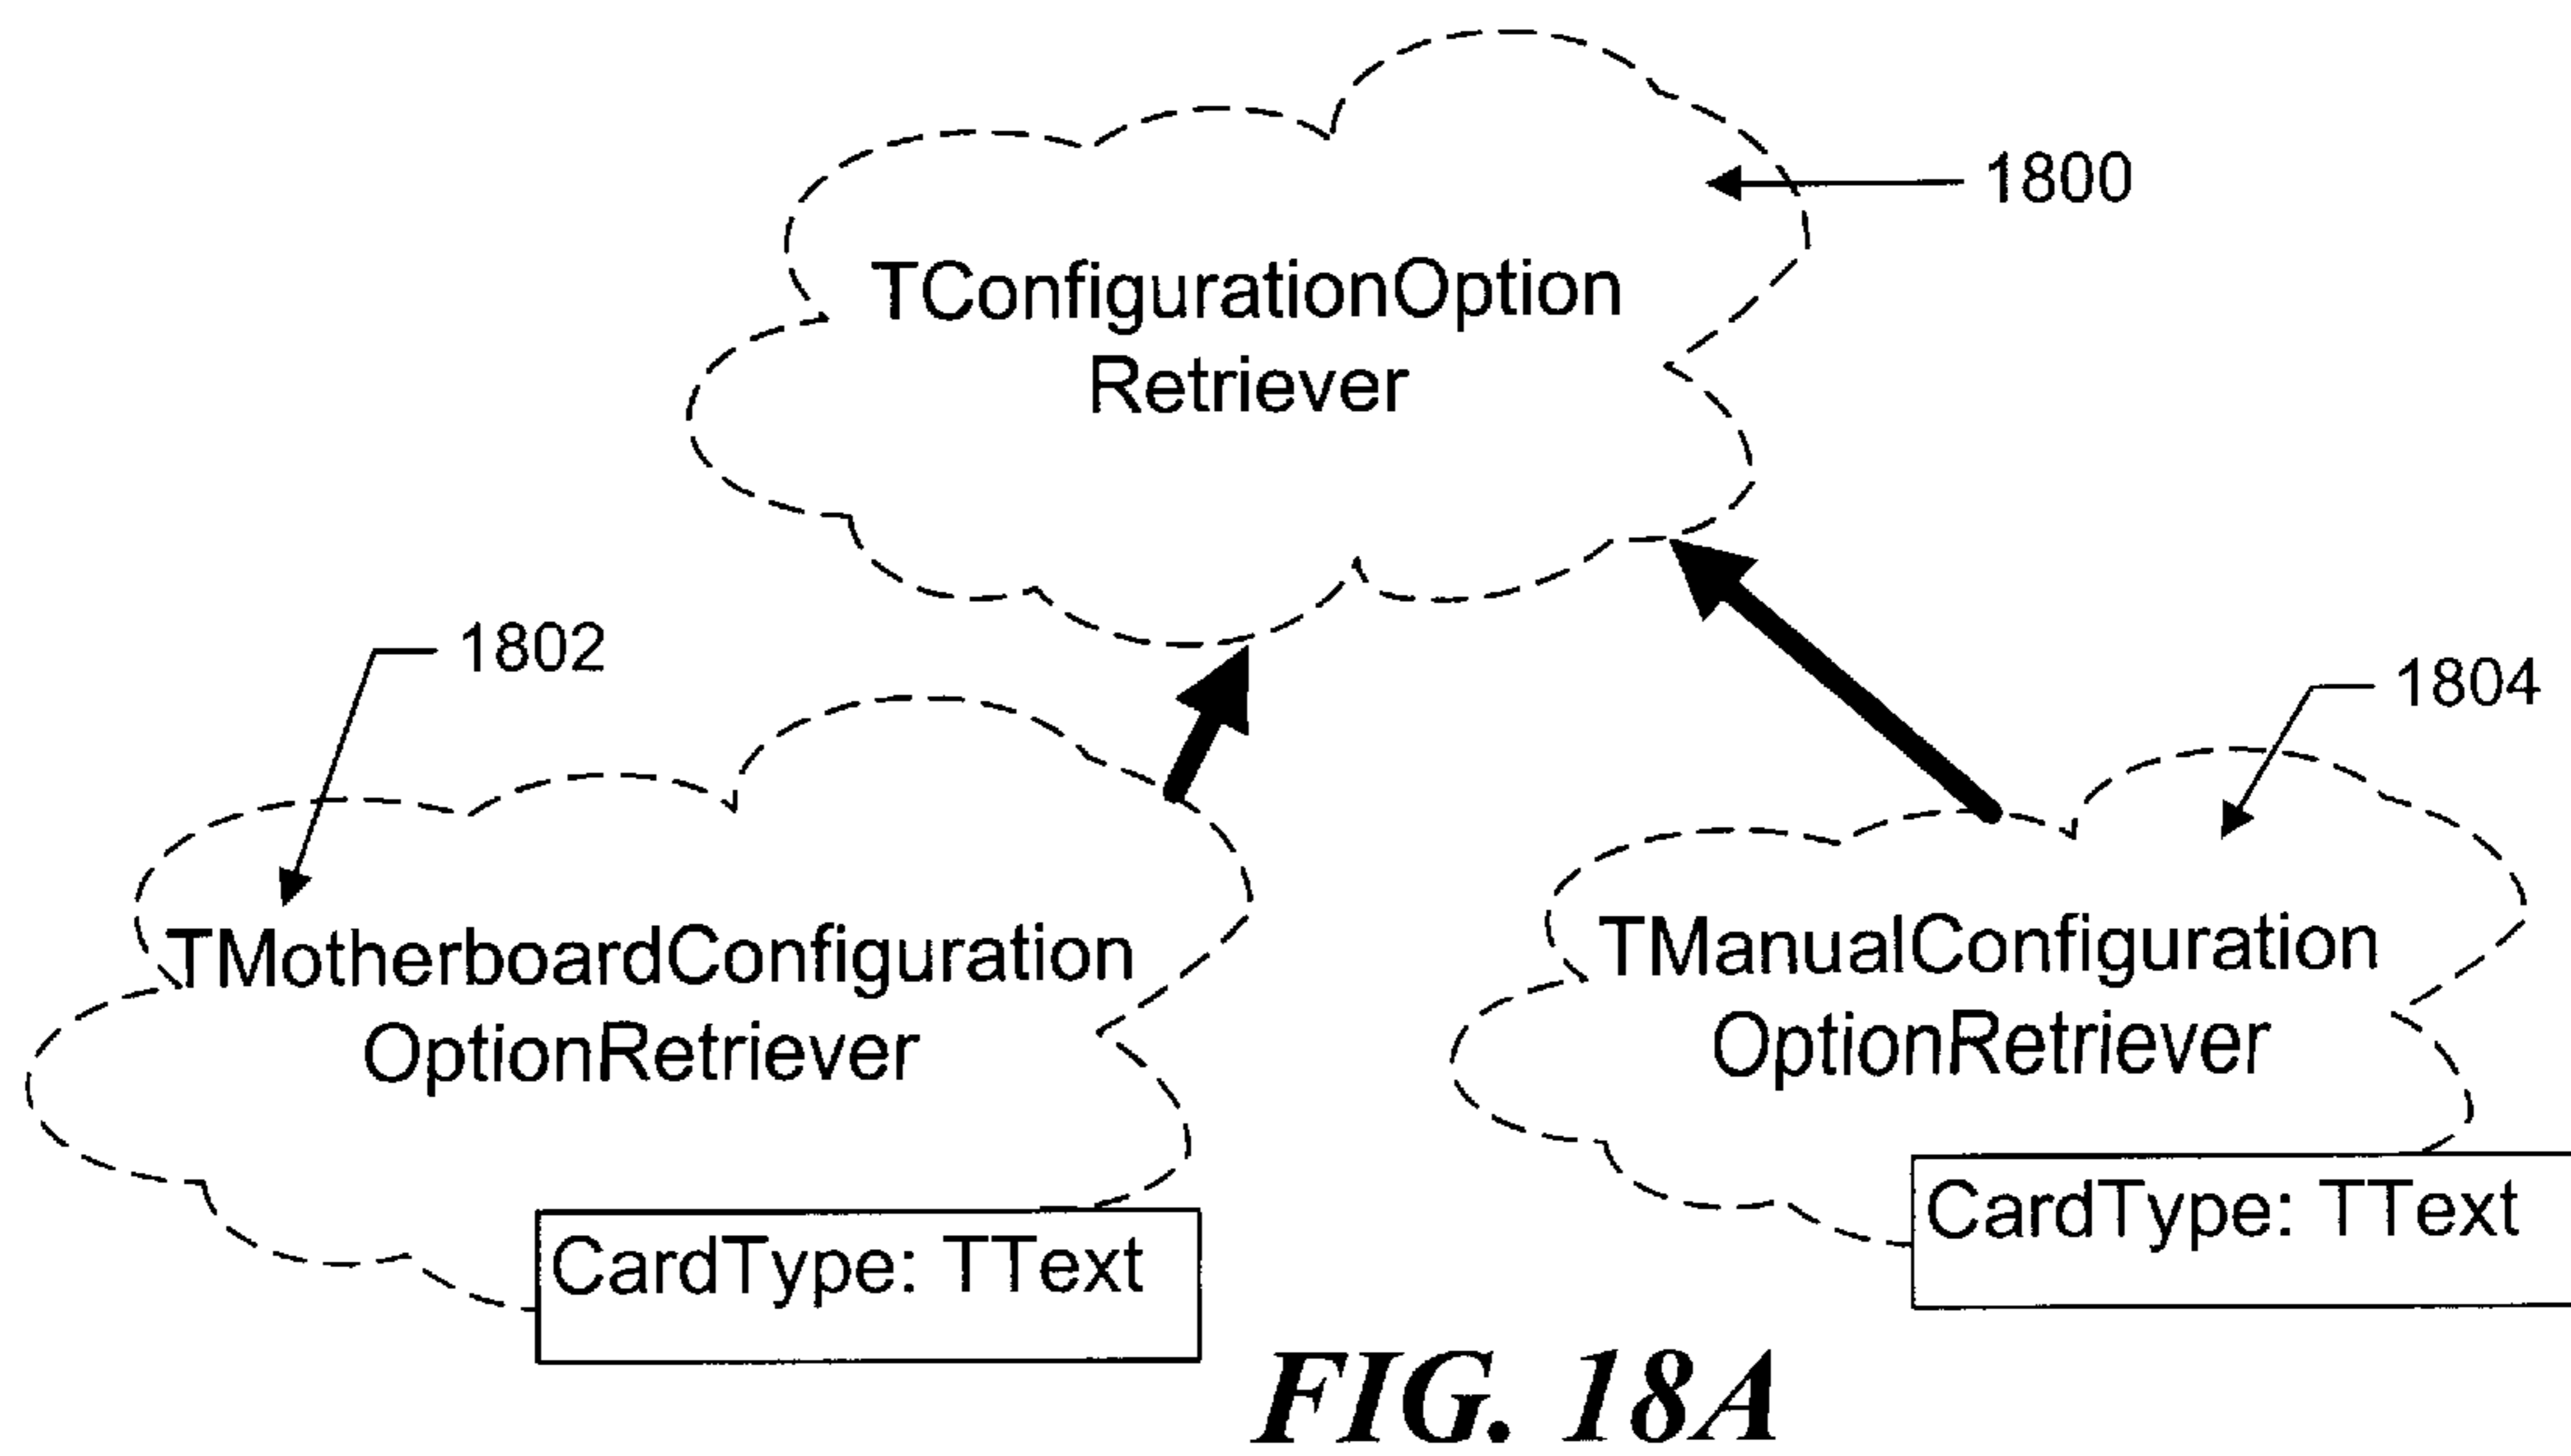 1800
TConfigurationOption
Retriever
1802
1804
TMotherboardConfiguration
OptionRetriever
TManualConfiguration
OptionRetriever
CardType: TText
CardType: TText
FIG. 18A